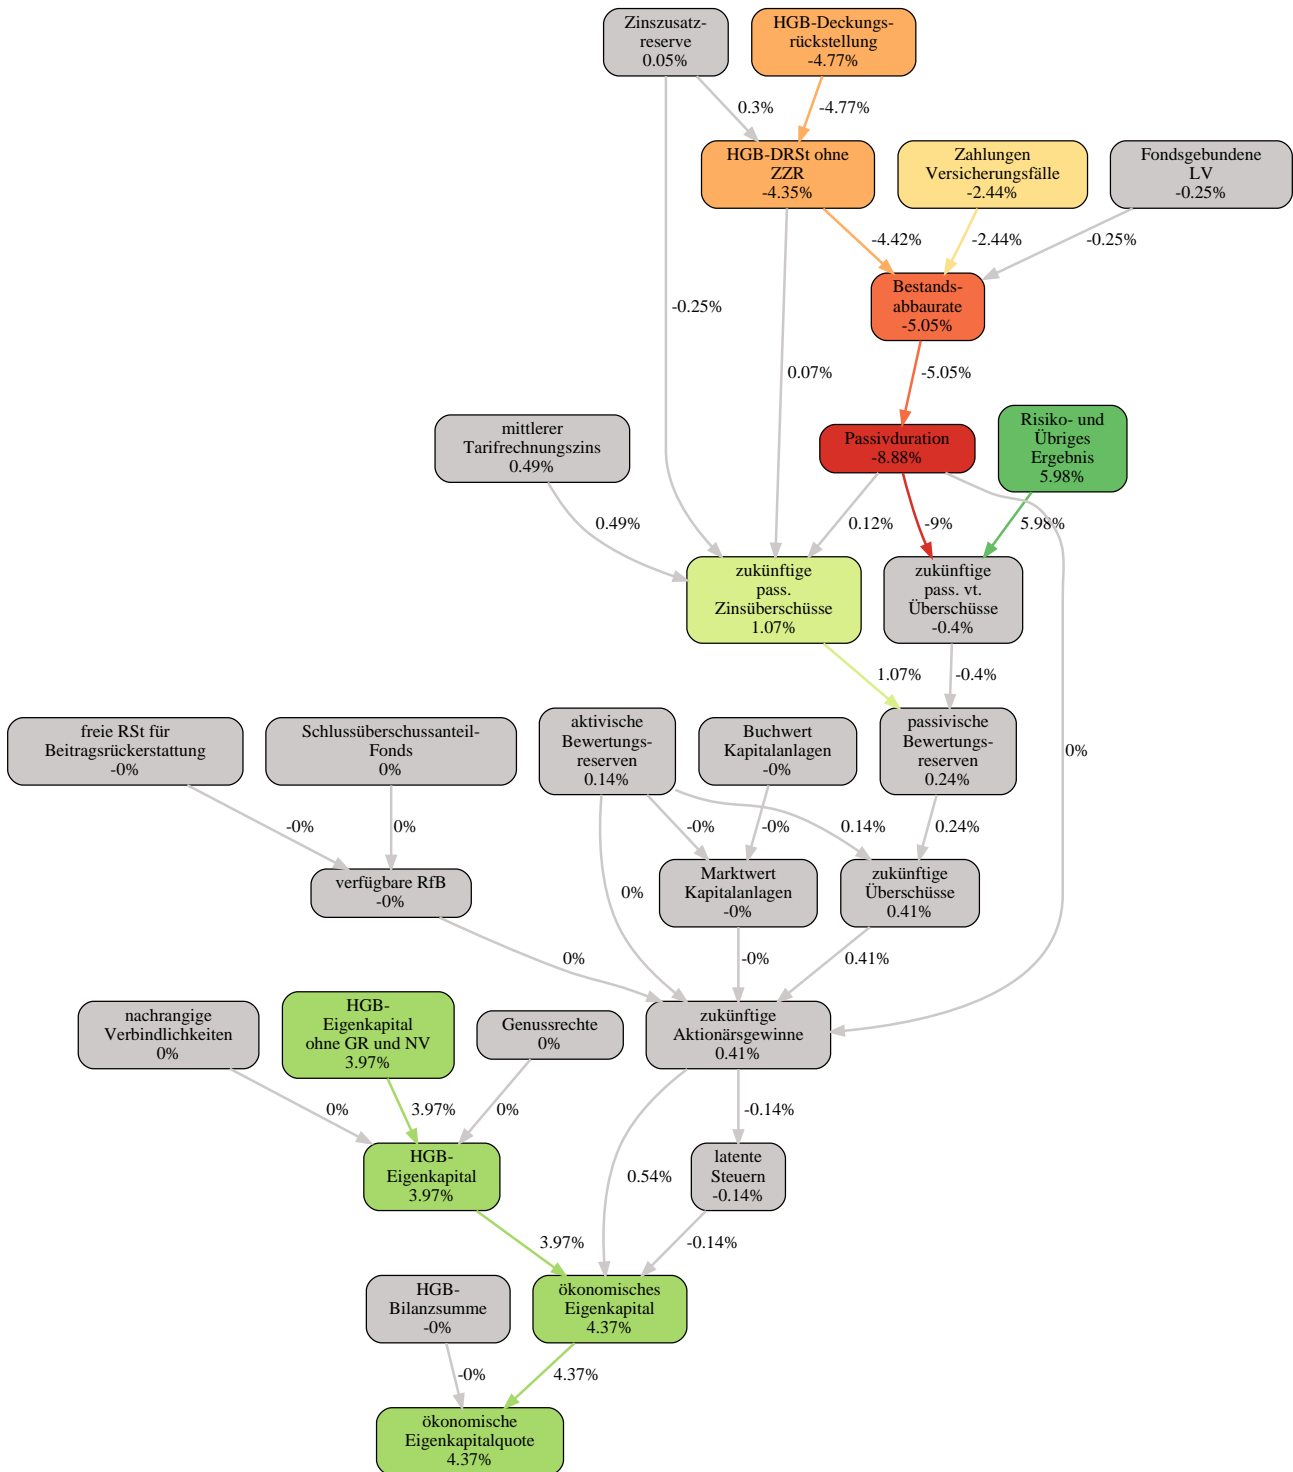 Zinszusatz-
reserve
0.05%
HGB-Deckungs-
rückstellung
-4.77%
0.3%
-4.77%
HGB-DRSt ohne
ZZR
-4.35%
Zahlungen
Versicherungsfälle
-2.44%
Fondsgebundene
LV
-0.25%
-4.42%
-2.44%
-0.25%
Bestands-
abbaurate
-5.05%
-0.25%
0.07%
-5.05%
mittlerer
Tarifrechnungszins
0.49%
Passivduration
-8.88%
Risiko- und
Übriges
Ergebnis
5.98%
0.49%
0.12%
-9%
5.98%
zukünftige
pass.
Zinsüberschüsse
1.07%
zukünftige
pass. vt.
Überschüsse
-0.4%
1.07%
-0.4%
freie RSt für
Beitragsrückerstattung
-0%
Schlussüberschussanteil-
Fonds
0%
aktivische
Bewertungs-
reserven
0.14%
Buchwert
Kapitalanlagen
-0%
passivische
Bewertungs-
reserven
0.24%
0%
-0%
0%
-0%
-0%
0.14%
0.24%
verfügbare RfB
-0%
0%
Marktwert
Kapitalanlagen
-0%
zukünftige
Überschüsse
0.41%
0%
-0%
0.41%
nachrangige
Verbindlichkeiten
0%
HGB-
Eigenkapital
ohne GR und NV
3.97%
Genussrechte
0%
zukünftige
Aktionärsgewinne
0.41%
0%
3.97%
0%
-0.14%
HGB-
Eigenkapital
3.97%
0.54%
latente
Steuern
-0.14%
3.97%
-0.14%
HGB-
Bilanzsumme
-0%
ökonomisches
Eigenkapital
4.37%
-0%
4.37%
ökonomische
Eigenkapitalquote
4.37%